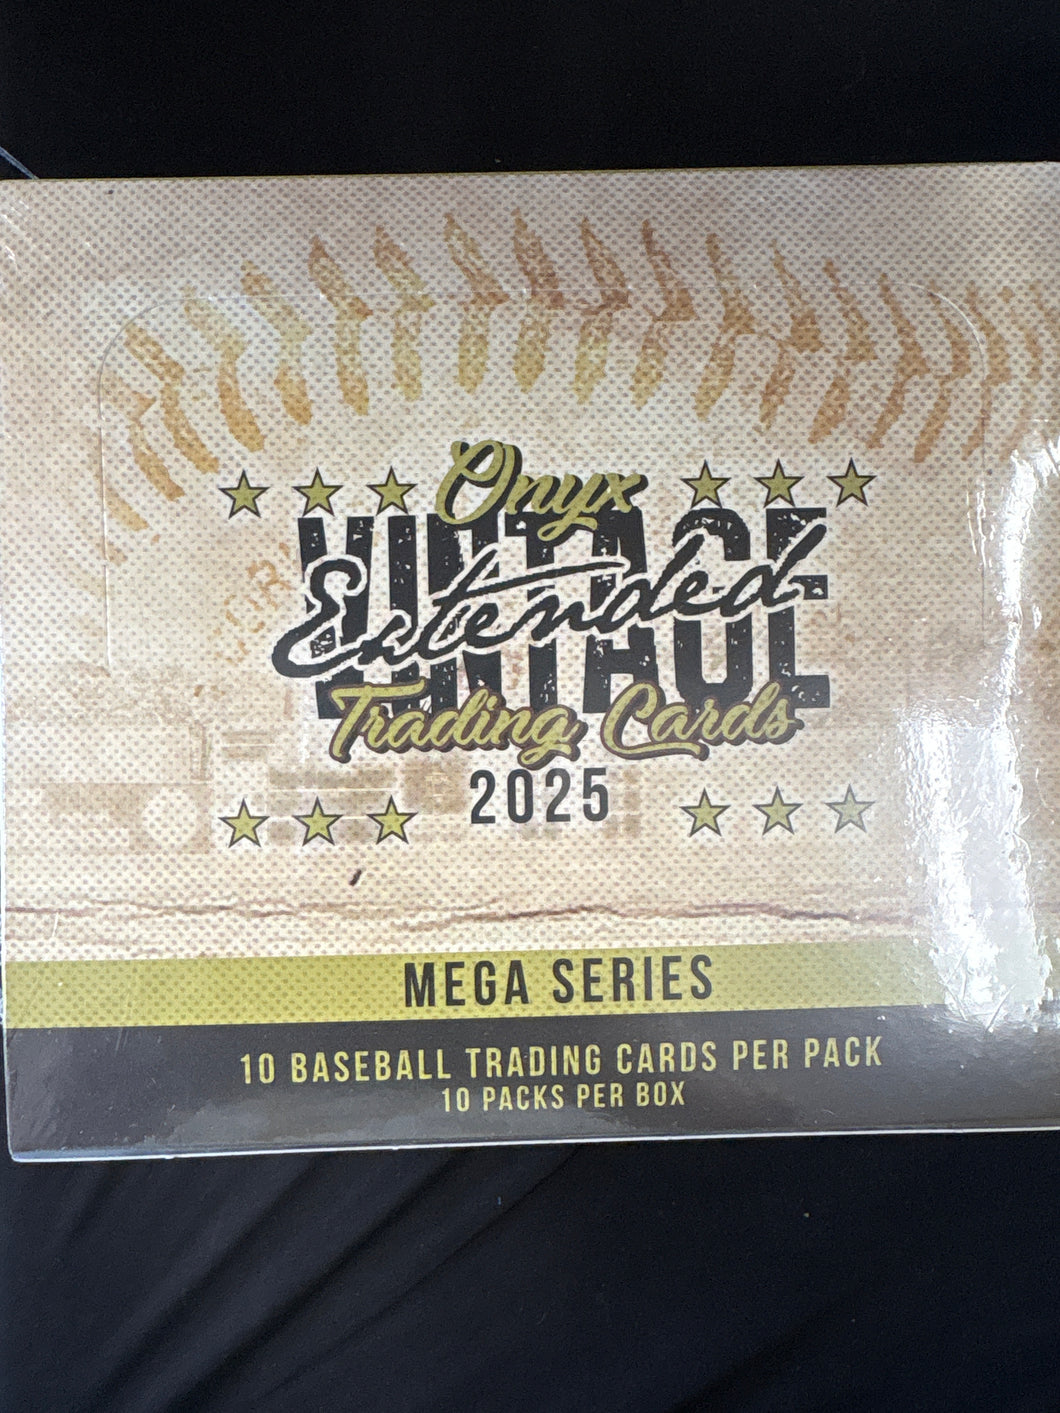 Onyx
VINTAGE
Extended
Trading Cards
2025
MEGA SERIES
10 BASEBALL TRADING CARDS PER PACK
10 PACKS PER BOX